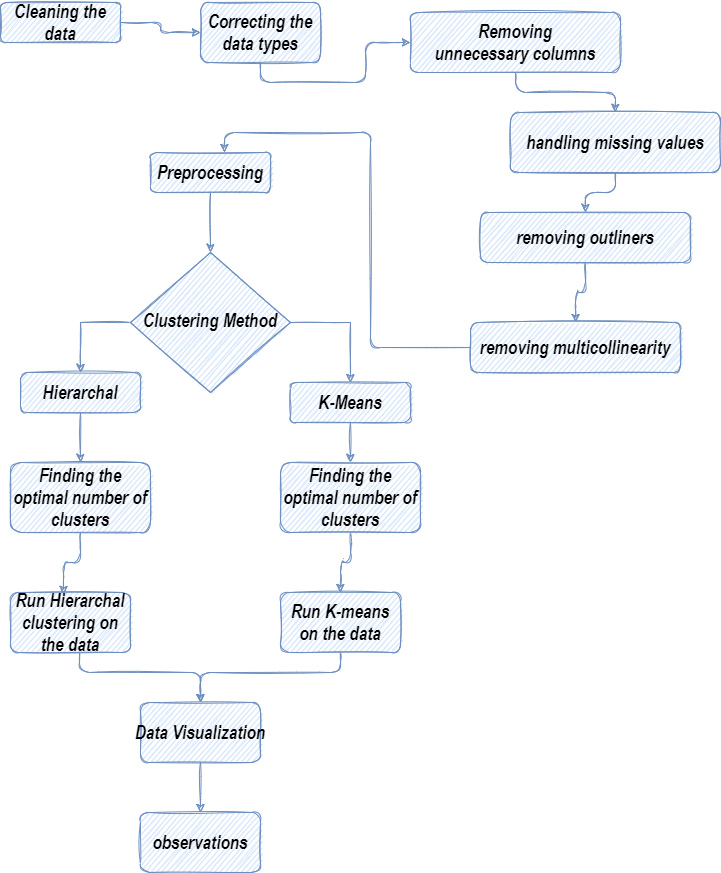 Cleaning the
data
Correcting the
data types
Removing
unnecessary columns
handling missing values
removing outliners
removing multicollinearity
Preprocessing
Clustering Method
Hierarchal
K-Means
Finding the
optimal number of
clusters
Finding the
optimal number of
clusters
Run Hierarchal
clustering on
the data
Run K-means
on the data
Data Visualization
observations